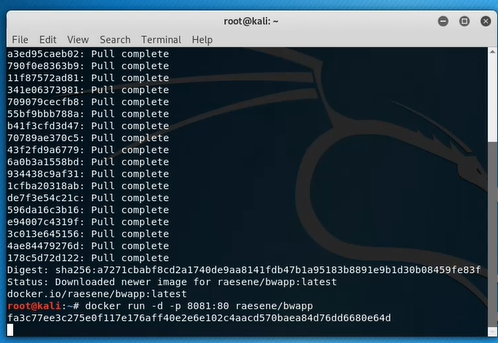 root@kali: ~
File Edit View Search Terminal Help
a3ed95caeb02: Pull complete
790f0e8363b9: Pull complete
11f87572ad81: Pull complete
341e06373981: Pull complete
709079cecfb8: Pull complete
55bf9bbb788a: Pull complete
b41f3cfd3d47: Pull complete
70789ae370c5: Pull complete
43f2fd9a6779: Pull complete
6a0b3a1558bd: Pull complete
934438c9af31: Pull complete
1cfba20318ab: Pull complete
de7f3e54c21c: Pull complete
596da16c3b16: Pull complete
e94007c4319f: Pull complete
3c013e645156: Pull complete
4ae84479276d: Pull complete
178c5d72d122: Pull complete
Digest: sha256:a7271cbabf8cd2a1740de9aa8141fdb47b1a95183b8891e9b1d30b08459fe83f
Status: Downloaded newer image for raesene/bwapp:latest
docker.io/raesene/bwapp:latest
root@kali:~# docker run -d -p 8081:80 raesene/bwapp
fa3c77ee3c275e0f117e176aff40e2e6e102c4aacd570baea84d76dd6680e64d